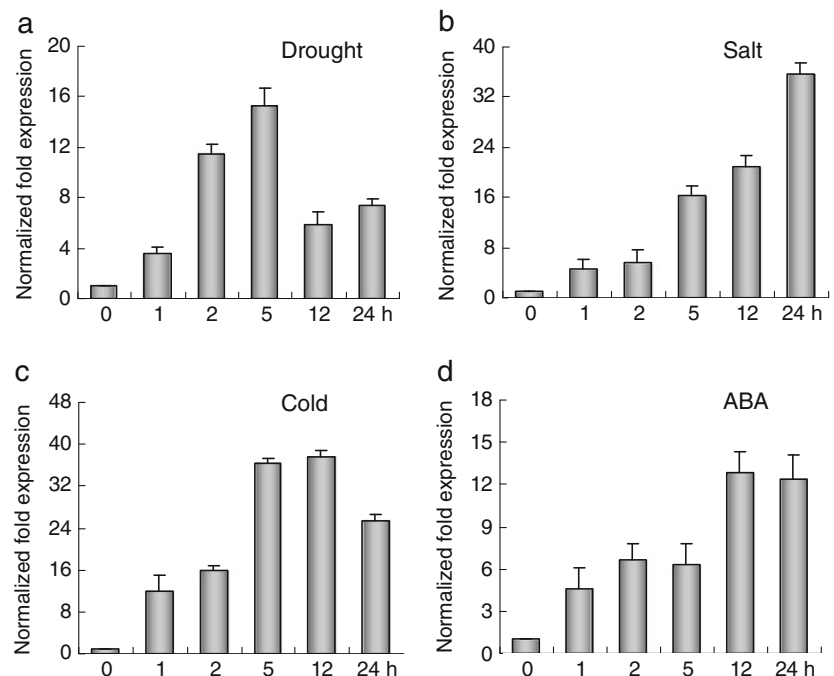 a
Drought
Normalized fold expression
20
16
12
8
4
0
0 1 2 5 12 24 h
b
Salt
Normalized fold expression
40
32
24
16
8
0
0 1 2 5 12 24 h
c
Cold
Normalized fold expression
48
40
32
24
16
8
0
0 1 2 5 12 24 h
d
ABA
Normalized fold expression
18
15
12
9
6
3
0
0 1 2 5 12 24 h